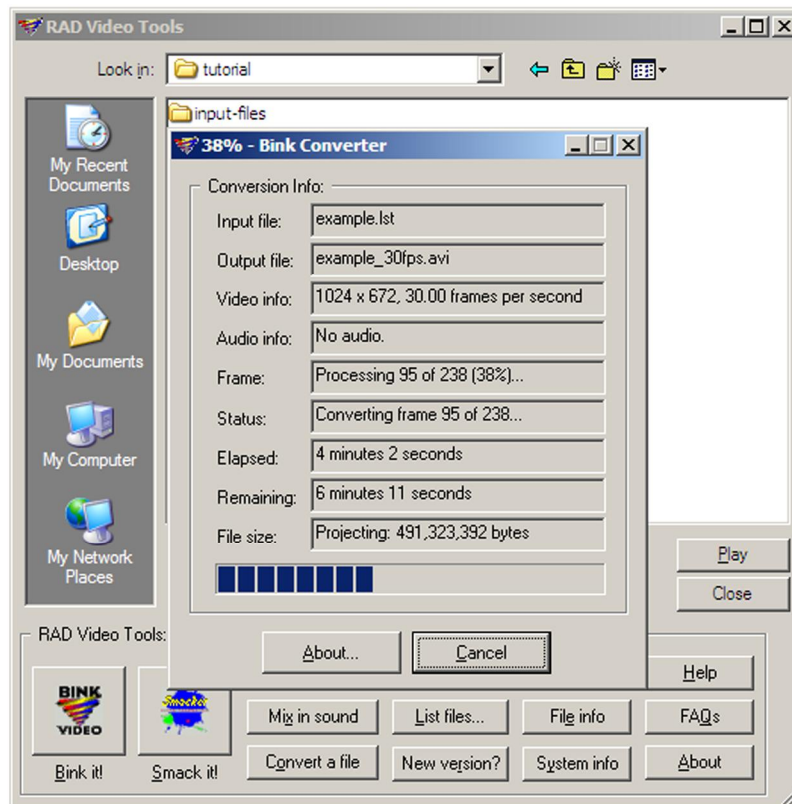 RAD Video Tools
Look in: tutorial
input-files
My Recent
Documents
Desktop
My Documents
My Computer
My Network
Places
38% - Bink Converter
Conversion Info:
Input file: example.lst
Output file: example_30fps.avi
Video info: 1024 x 672, 30.00 frames per second
Audio info: No audio.
Frame: Processing 95 of 238 (38%)...
Status: Converting frame 95 of 238...
Elapsed: 4 minutes 2 seconds
Remaining: 6 minutes 11 seconds
File size: Projecting: 491,323,392 bytes
About... Cancel
Play
Close
RAD Video Tools:
BINK
VIDEO
Bink it!
Smacker
Smack it!
Help
Mix in sound List files... File info FAQs
Convert a file New version? System info About